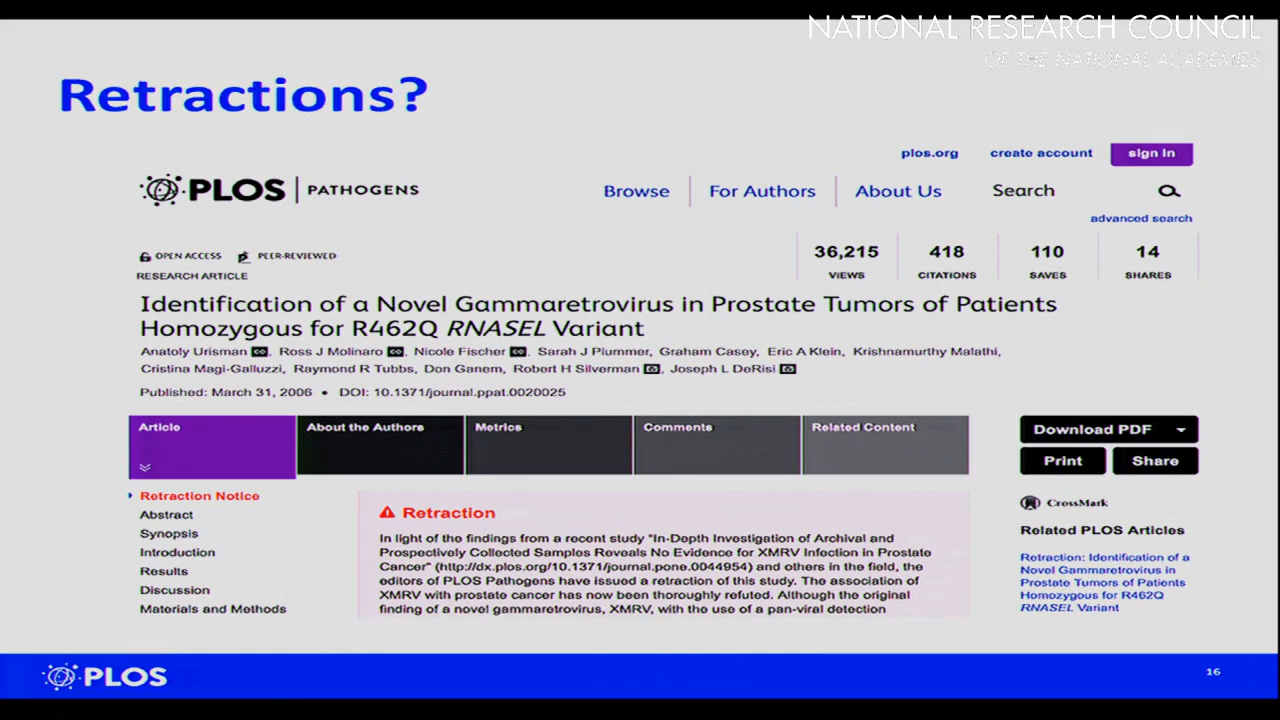 NATIONAL RESEARCH COUNCIL
OF THE NATIONAL ACADEMIES
Retractions?
plos.org create account sign in
PLOS PATHOGENS
Browse For Authors About Us Search
advanced search
OPEN ACCESS PEER-REVIEWED
RESEARCH ARTICLE
36,215 418 110 14
VIEWS CITATIONS SAVES SHARES
Identification of a Novel Gammaretrovirus in Prostate Tumors of Patients
Homozygous for R462Q RNASEL Variant
Anatoly Urisman, Ross J Molinaro, Nicole Fischer, Sarah J Plummer, Graham Casey, Eric A Klein, Krishnamurthy Malathi,
Cristina Magi-Galluzzi, Raymond R Tubbs, Don Ganem, Robert H Silverman, Joseph L DeRisi
Published: March 31, 2006 • DOI: 10.1371/journal.ppat.0020025
Article About the Authors Metrics Comments Related Content
Download PDF
Print Share
Retraction Notice
Abstract
Synopsis
Introduction
Results
Discussion
Materials and Methods
Retraction
In light of the findings from a recent study "In-Depth Investigation of Archival and
Prospectively Collected Samples Reveals No Evidence for XMRV Infection in Prostate
Cancer" (http://dx.plos.org/10.1371/journal.pone.0044954) and others in the field, the
editors of PLOS Pathogens have issued a retraction of this study. The association of
XMRV with prostate cancer has now been thoroughly refuted. Although the original
finding of a novel gammaretrovirus, XMRV, with the use of a pan-viral detection
CrossMark
Related PLOS Articles
Retraction: Identification of a
Novel Gammaretrovirus in
Prostate Tumors of Patients
Homozygous for R462Q
RNASEL Variant
PLOS
16